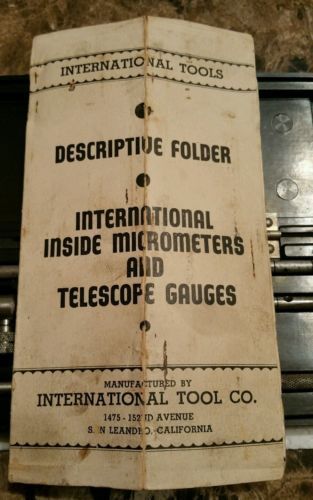 INTERNATIONAL TOOLS
DESCRIPTIVE FOLDER
INTERNATIONAL
INSIDE MICROMETERS
AND
TELESCOPE GAUGES
MANUFACTURED BY
INTERNATIONAL TOOL CO.
1475 - 152ND AVENUE
SAN LEANDRO, CALIFORNIA